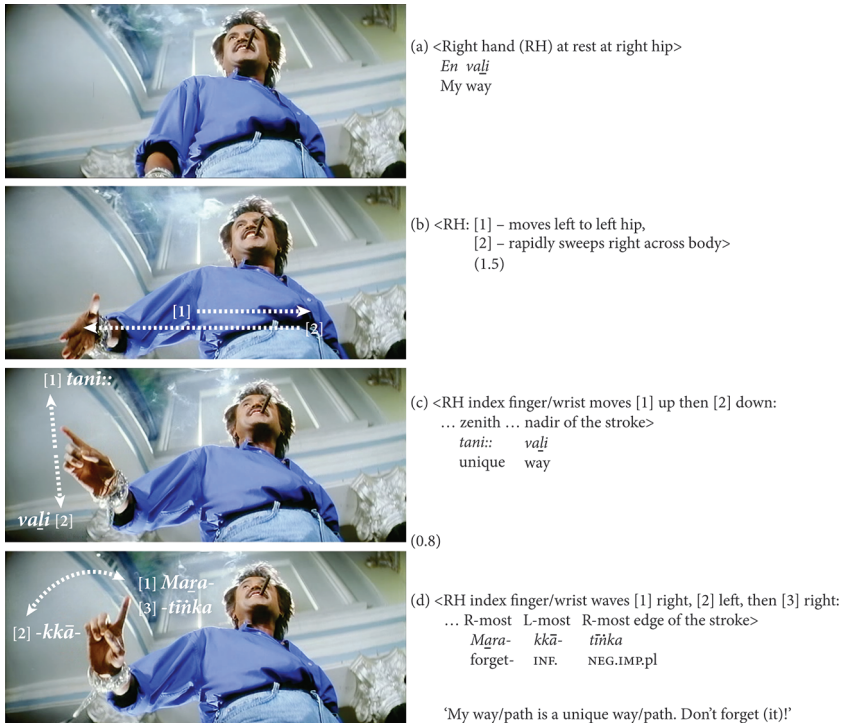 (a) <Right hand (RH) at rest at right hip>
En vaḻi
My way
[1]
[2]
(b) <RH: [1] – moves left to left hip,
[2] – rapidly sweeps right across body>
(1.5)
[1] tani::
vaḻi [2]
(c) <RH index finger/wrist moves [1] up then [2] down:
… zenith … nadir of the stroke>
tani:: vaḻi
unique way
(0.8)
[1] Maṟa-
[3] -tīṅka
[2] -kkā-
(d) <RH index finger/wrist waves [1] right, [2] left, then [3] right:
… R-most L-most R-most edge of the stroke>
Maṟa- kkā- tīṅka
forget- INF. NEG.IMP.pl
‘My way/path is a unique way/path. Don’t forget (it)!’